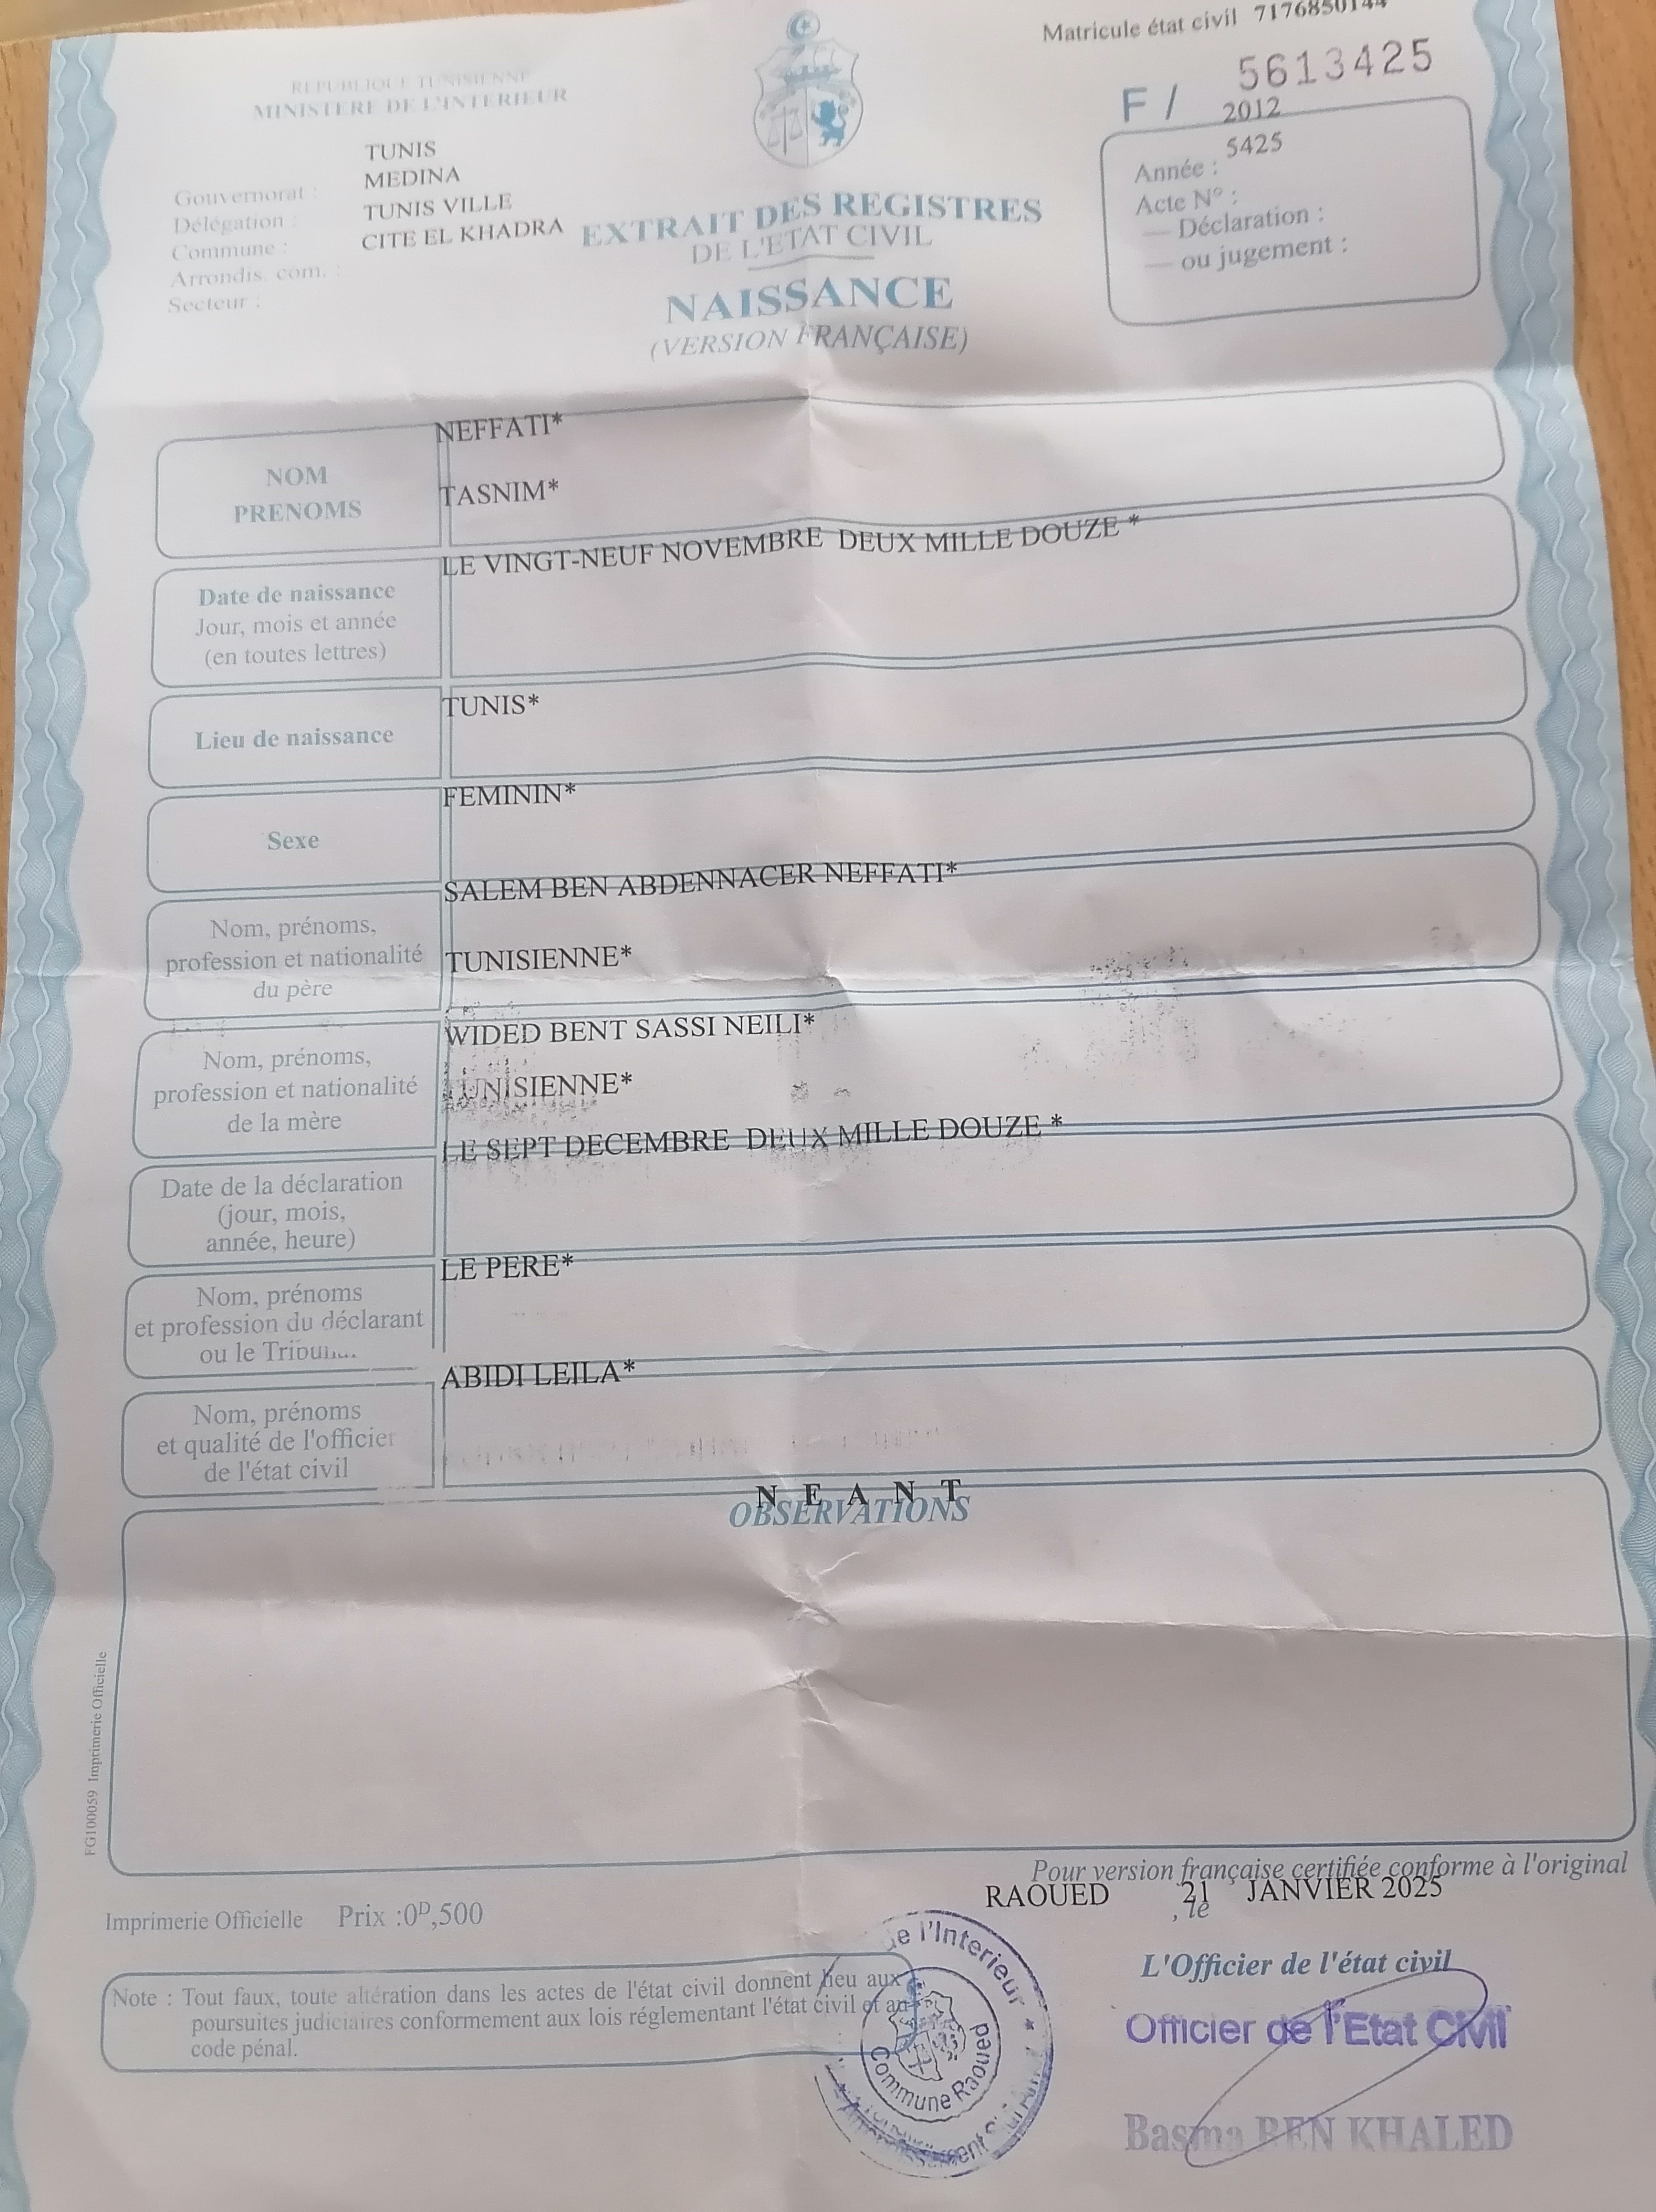 Matricule état civil 7176850144
REPUBLIQUE TUNISIENNE
MINISTERE DE L'INTERIEUR
F / 5613425
2012
5425
Année :
Acte N° :
— Déclaration :
— ou jugement :
TUNIS
MEDINA
TUNIS VILLE
CITE EL KHADRA
Gouvernorat :
Délégation :
Commune :
Arrondis. com. :
Secteur :
EXTRAIT DES REGISTRES
DE L'ETAT CIVIL
NAISSANCE
(VERSION FRANÇAISE)
NEFFATI*
NOM
PRENOMS
TASNIM*
LE VINGT-NEUF NOVEMBRE DEUX MILLE DOUZE *
Date de naissance
Jour, mois et année
(en toutes lettres)
TUNIS*
Lieu de naissance
FEMININ*
Sexe
SALEM BEN ABDENNACER NEFFATI*
Nom, prénoms,
profession et nationalité
du père
TUNISIENNE*
WIDED BENT SASSI NEILI*
Nom, prénoms,
profession et nationalité
de la mère
TUNISIENNE*
LE SEPT DECEMBRE DEUX MILLE DOUZE *
Date de la déclaration
(jour, mois,
année, heure)
LE PERE*
Nom, prénoms
et profession du déclarant
ou le
ABIDI LEILA*
Nom, prénoms
et qualité de l'officier
de l'état civil
N E A N T
OBSERVATIONS
FG100059 Imprimerie Officielle
Pour version française certifiée conforme à l'original
RAOUED , le 21 JANVIER 2025
Imprimerie Officielle Prix :0D,500
L'Officier de l'état civil
Officier de l'Etat Civil
Basma BEN KHALED
Note : Tout faux, toute altération dans les actes de l'état civil donnent lieu aux
poursuites judiciaires conformement aux lois réglementant l'état civil et au
code pénal.
de l'Interieur *
Commune Raoued